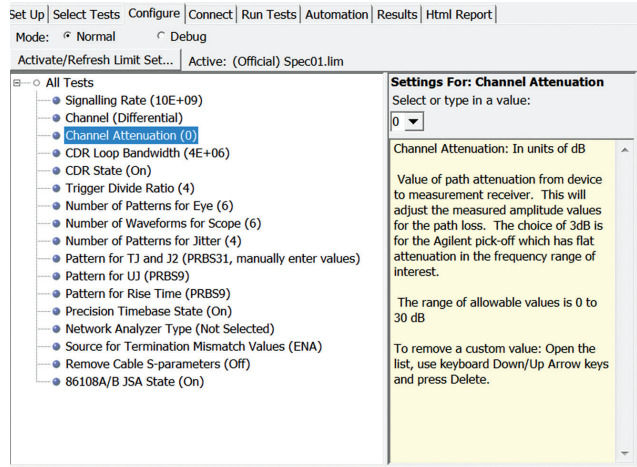 Set Up Select Tests Configure Connect Run Tests Automation Results Html Report
Mode: Normal Debug
Activate/Refresh Limit Set... Active: (Official) Spec01.lim
All Tests
Signalling Rate (10E+09)
Channel (Differential)
Channel Attenuation (0)
CDR Loop Bandwidth (4E+06)
CDR State (On)
Trigger Divide Ratio (4)
Number of Patterns for Eye (6)
Number of Waveforms for Scope (6)
Number of Patterns for Jitter (4)
Pattern for TJ and J2 (PRBS31, manually enter values)
Pattern for UJ (PRBS9)
Pattern for Rise Time (PRBS9)
Precision Timebase State (On)
Network Analyzer Type (Not Selected)
Source for Termination Mismatch Values (ENA)
Remove Cable S-parameters (Off)
86108A/B JSA State (On)
Settings For: Channel Attenuation
Select or type in a value:
0
Channel Attenuation: In units of dB
Value of path attenuation from device
to measurement receiver. This will
adjust the measured amplitude values
for the path loss. The choice of 3dB is
for the Agilent pick-off which has flat
attenuation in the frequency range of
interest.
The range of allowable values is 0 to
30 dB
To remove a custom value: Open the
list, use keyboard Down/Up Arrow keys
and press Delete.